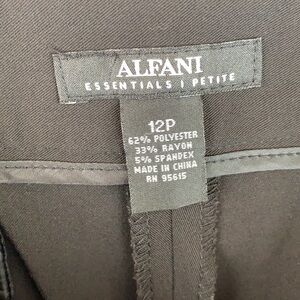 ALFANI
ESSENTIALS | PETITE
12P
62% POLYESTER
33% RAYON
5% SPANDEX
MADE IN CHINA
RN 95615